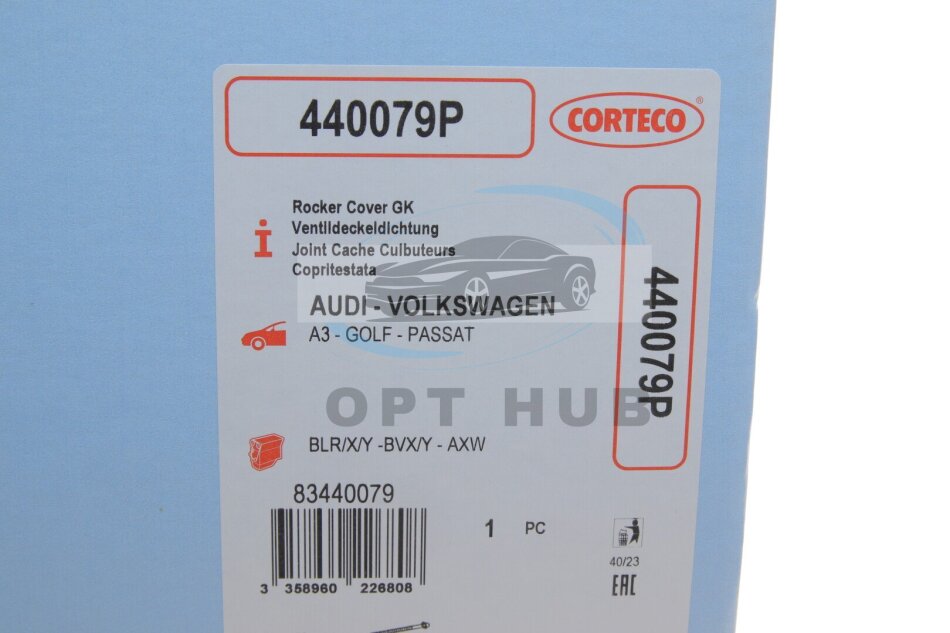 440079P
CORTECO®
Rocker Cover GK
Ventildeckeldichtung
Joint Cache Culbuteurs
Copritestata
AUDI - VOLKSWAGEN
A3 - GOLF - PASSAT
440079P
OPT HUB
BLR/X/Y -BVX/Y - AXW
83440079
1 PC
40/23
EAC
3 358960 226808